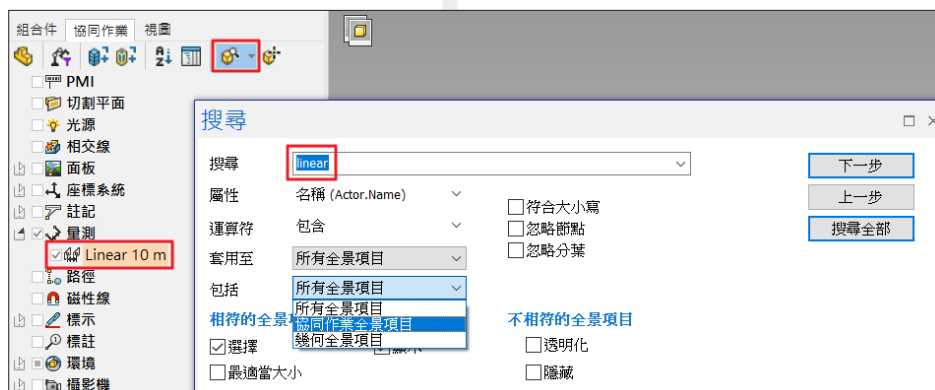 組合件 協同作業 視圖
PMI
切割平面
光源
相交線
面板
座標系統
註記
量測
Linear 10 m
路徑
磁性線
標示
標註
環境
攝影機
搜尋
搜尋 linear 下一步
屬性 名稱 (Actor.Name) 上一步
符合大小寫
運算符 包含 忽略節點 搜尋全部
套用至 所有全景項目 忽略分葉
包括 所有全景項目
所有全景項目
協同作業全景項目
幾何全景項目
相符的全景 不相符的全景項目
選擇 透明化
最適當大小 隱藏